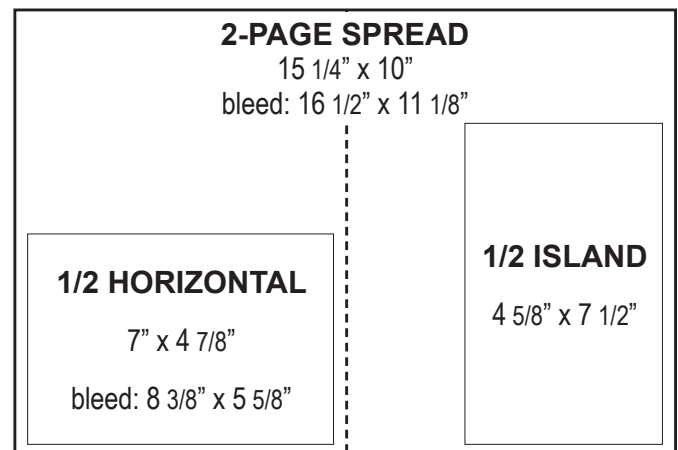 2-PAGE SPREAD
15 1/4” x 10”
bleed: 16 1/2” x 11 1/8”
1/2 HORIZONTAL
7” x 4 7/8”
bleed: 8 3/8” x 5 5/8”
1/2 ISLAND
4 5/8” x 7 1/2”